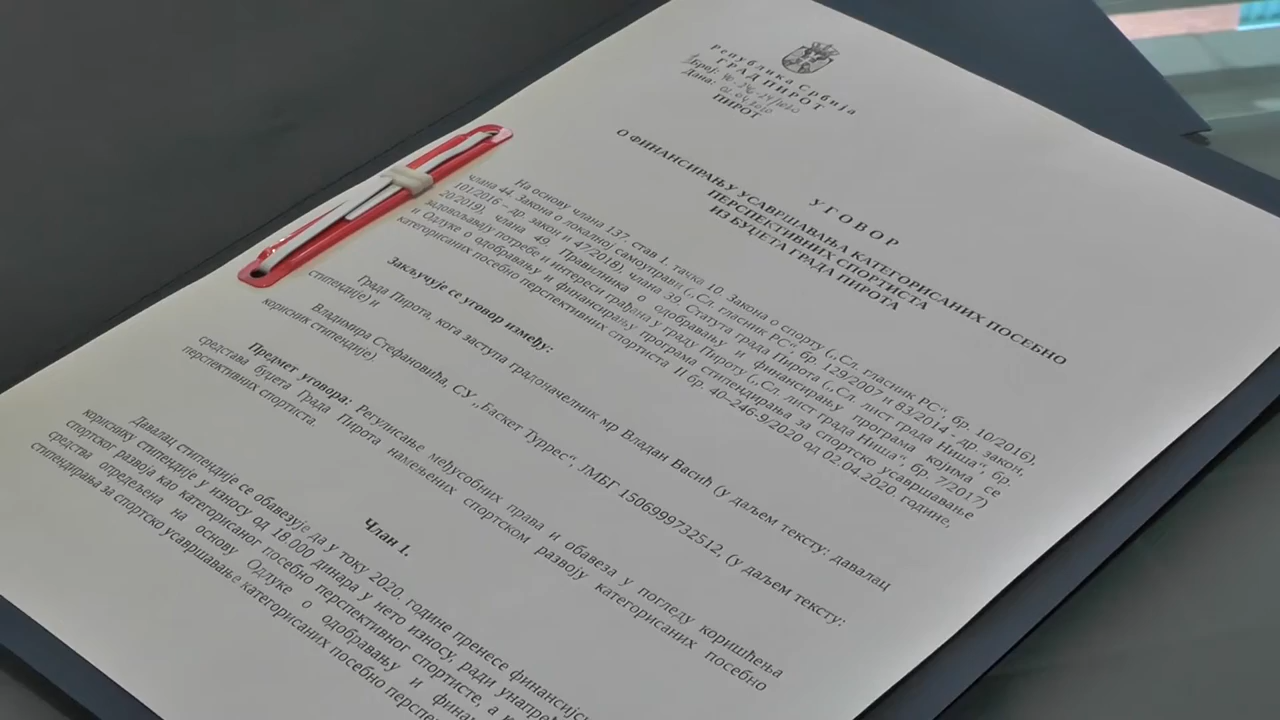 Република Србија
ГРАД ПИРОТ
Број:
Дана:
ПИРОТ
УГОВОР
О ФИНАНСИРАЊУ УСАВРШАВАЊА КАТЕГОРИСАНИХ ПОСЕБНО
ПЕРСПЕКТИВНИХ СПОРТИСТА
ИЗ БУЏЕТА ГРАДА ПИРОТА
На основу члана 137. став 1. тачка 10. Закона о спорту („Сл. гласник РС“, бр. 10/2016),
члана 44. Закона о локалној самоуправи („Сл. гласник РС“, бр. 129/2007 и 83/2014 - др. закон,
101/2016 – др. закон и 47/2018), члана 39. Статута града Пирота („Сл. лист града Ниша“, бр.
20/2019), члана 49. Правилника о одобравању и финансирању програма којима се
задовољавају потребе и интереси грађана у граду Пироту („Сл. лист града Ниша“, бр. 7/2017)
и Одлуке о одобравању и финансирању програма стипендирања за спортско усавршавање
категорисаних посебно перспективних спортиста II бр. 40–246-9/2020 од 02.04.2020. године,
Закључује се уговор између:
Града Пирота, кога заступа градоначелник мр Владан Васић (у даљем тексту: давалац
стипендије) и
Владимира Стефановића, СУ „Баскет Туррес“, ЈМБГ 1506999732512, (у даљем тексту:
корисник стипендије).
Предмет уговора: Регулисање међусобних права и обавеза у погледу коришћења
средстава буџета Града Пирота намењених спортском развоју категорисаних посебно
перспективних спортиста.
Члан 1.
Давалац стипендије се обавезује да у току 2020. године пренесе финансијс
кориснику стипендије у износу од 18.000 динара у нето износу, ради унапређ
спортског развоја као категорисаног посебно перспективног спортисте, а
средства опредељена на основу Одлуке о одобравању и финан
стипендирања за спортско усавршавање категорисаних посебно перспе